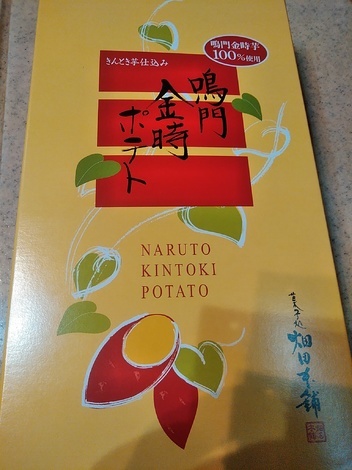 きんとき芋仕込み
鳴門金時芋
100%使用
鳴門
金時
ポテト
NARUTO
KINTOKI
POTATO
菓子処
畑田本舗